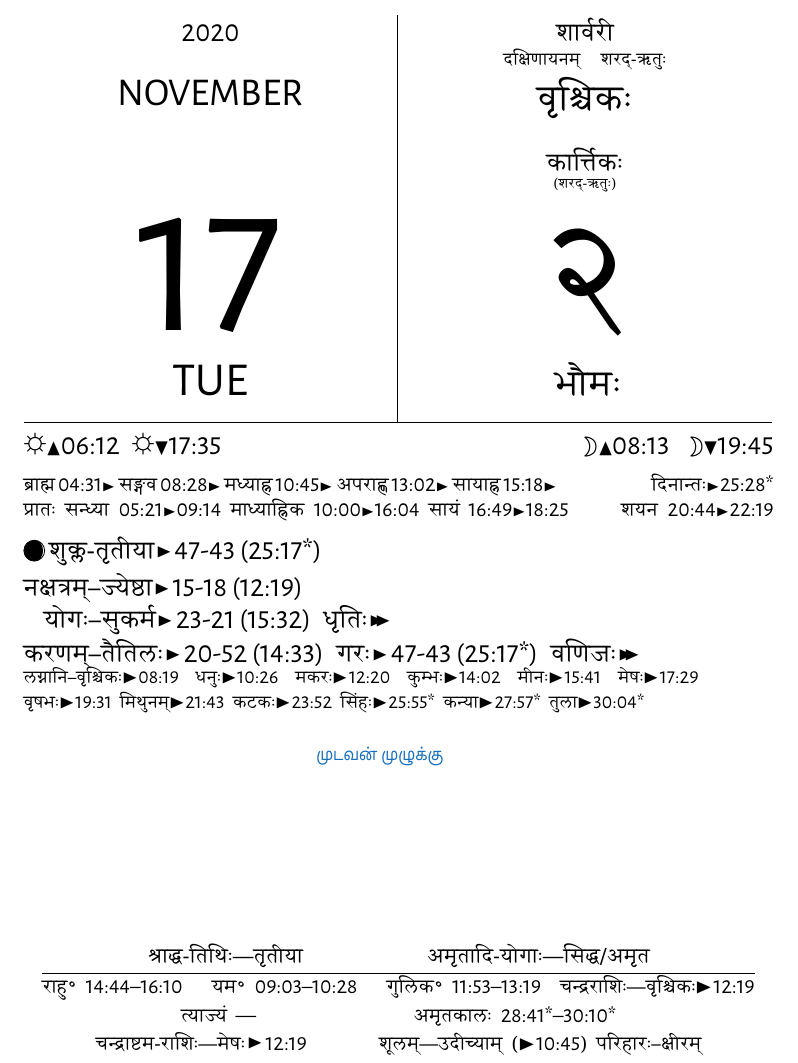 2020
NOVEMBER
17
TUE
शार्वरी
दक्षिणायनम् शरद्-ऋतुः
वृश्चिकः
कार्त्तिकः
(शरद्-ऋतुः)
२
भौमः
☼▲06:12 ☼▼17:35 ☽▲08:13 ☽▼19:45
ब्राह्म 04:31► सङ्गव 08:28► मध्याह्न 10:45► अपराह्ण 13:02► सायाह्न 15:18► दिनान्तः►25:28*
प्रातः सन्ध्या 05:21►09:14 माध्याह्निक 10:00►16:04 सायं 16:49►18:25 शयन 20:44►22:19
शुक्ल-तृतीया► 47-43 (25:17*)
नक्षत्रम्–ज्येष्ठा► 15-18 (12:19)
योगः–सुकर्म► 23-21 (15:32) धृतिः►►
करणम्–तैतिलः► 20-52 (14:33) गरः► 47-43 (25:17*) वणिजः►►
लग्नानि–वृश्चिकः►08:19 धनुः►10:26 मकरः►12:20 कुम्भः►14:02 मीनः►15:41 मेषः►17:29
वृषभः►19:31 मिथुनम्►21:43 कटकः►23:52 सिंहः►25:55* कन्या►27:57* तुला►30:04*
முடவன் முழுக்கு
श्राद्ध-तिथिः—तृतीया अमृतादि-योगाः—सिद्ध/अमृत
राहु॰ 14:44–16:10 यम॰ 09:03–10:28 गुलिक॰ 11:53–13:19 चन्द्रराशिः—वृश्चिकः►12:19
त्याज्यं — अमृतकालः 28:41*–30:10*
चन्द्राष्टम-राशिः—मेषः►12:19 शूलम्—उदीच्याम् (►10:45) परिहारः–क्षीरम्